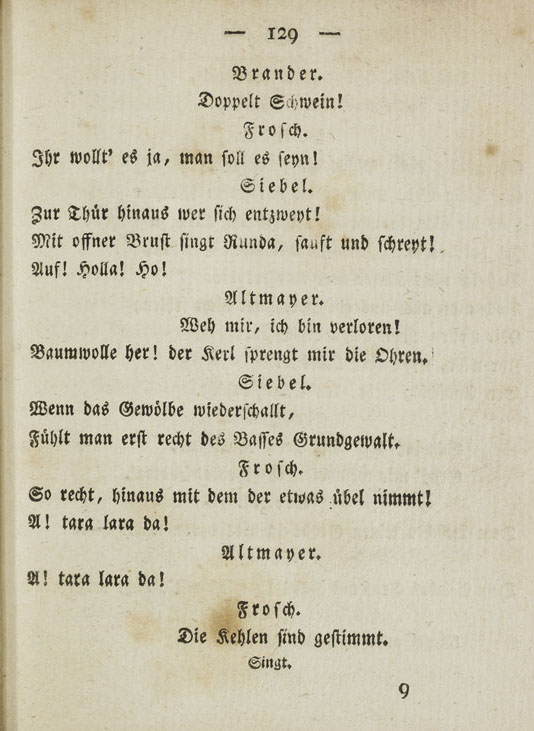 — 129 —
Brander.
Doppelt Schwein!
Frosch.
Ihr wollt' es ja, man soll es seyn!
Siebel.
Zur Thür hinaus wer sich entzweyt!
Mit offner Brust singt Runda, sauft und schreyt!
Auf! Holla! Ho!
Altmayer.
Weh mir, ich bin verloren!
Baumwolle her! der Kerl sprengt mir die Ohren.
Siebel.
Wenn das Gewölbe wiederschallt,
Fühlt man erst recht des Basses Grundgewalt.
Frosch.
So recht, hinaus mit dem der etwas übel nimmt!
A! tara lara da!
Altmayer.
A! tara lara da!
Frosch.
Die Kehlen sind gestimmt.
Singt.
9